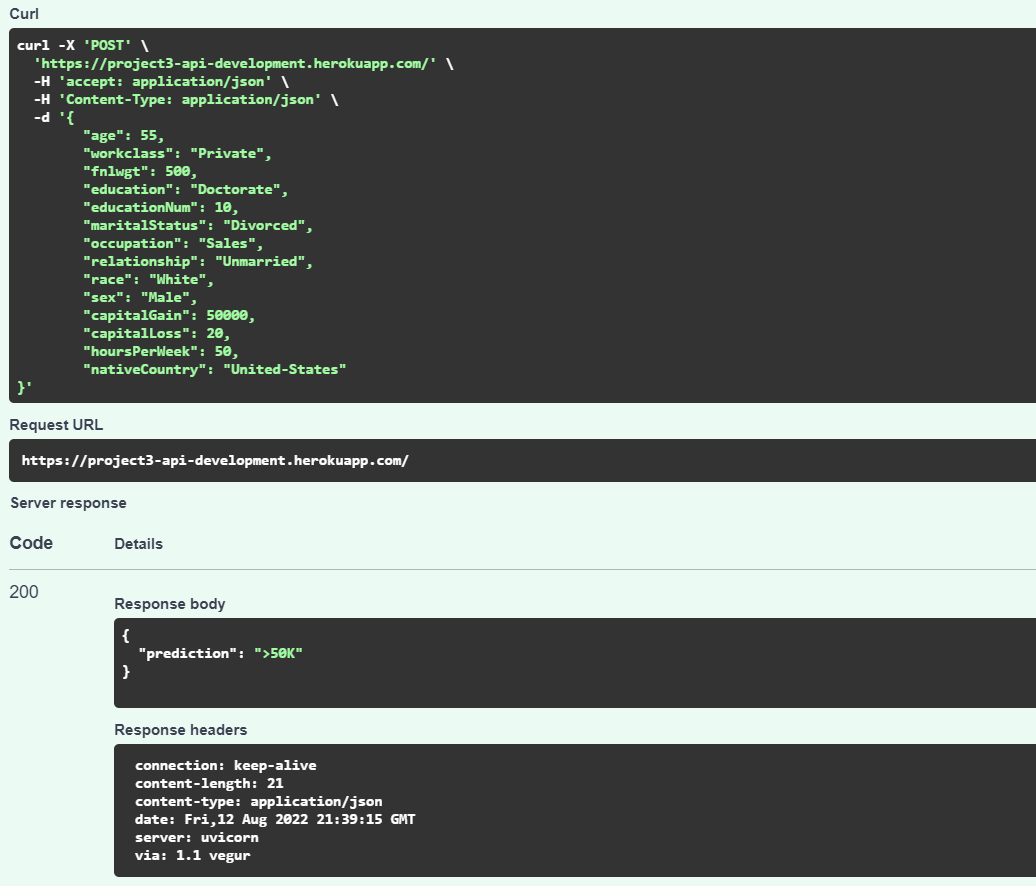 Curl
curl -X 'POST' \
  'https://project3-api-development.herokuapp.com/' \
  -H 'accept: application/json' \
  -H 'Content-Type: application/json' \
  -d '{
        "age": 55,
        "workclass": "Private",
        "fnlwgt": 500,
        "education": "Doctorate",
        "educationNum": 10,
        "maritalStatus": "Divorced",
        "occupation": "Sales",
        "relationship": "Unmarried",
        "race": "White",
        "sex": "Male",
        "capitalGain": 50000,
        "capitalLoss": 20,
        "hoursPerWeek": 50,
        "nativeCountry": "United-States"
}'
Request URL
https://project3-api-development.herokuapp.com/
Server response
Code Details
200
Response body
{
  "prediction": ">50K"
}
Response headers
connection: keep-alive
content-length: 21
content-type: application/json
date: Fri,12 Aug 2022 21:39:15 GMT
server: uvicorn
via: 1.1 vegur